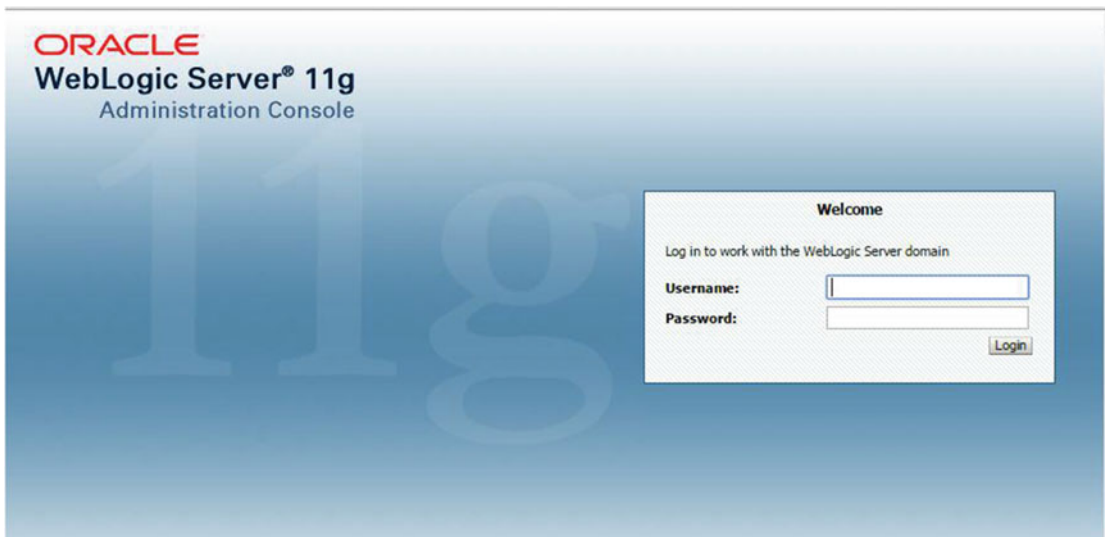 ORACLE
WebLogic Server® 11g
Administration Console
11g
Welcome
Log in to work with the WebLogic Server domain
Username:
Password:
Login